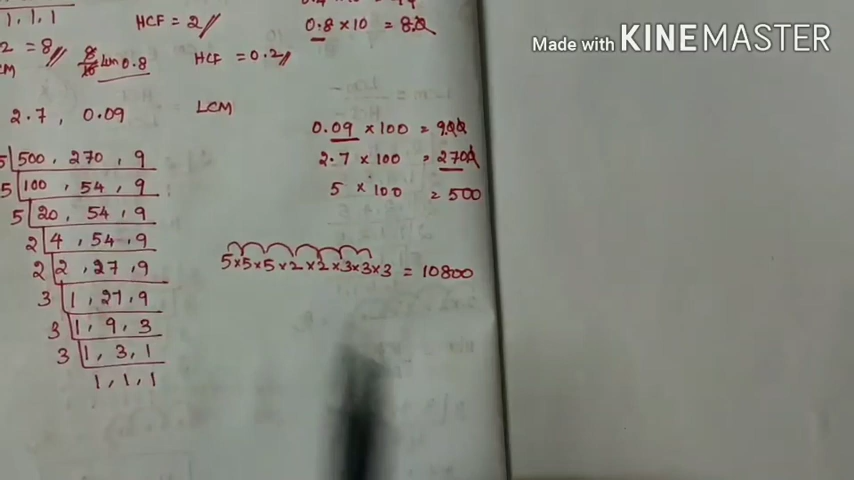 1, 1, 1
HCF = 2//
0.8 × 10 = 8.0
2 = 8//
CM
8/10 Lcm 0.8
HCF = 0.2//
2.7 , 0.09
LCM
0.09 × 100 = 9.00
2.7 × 100 = 270.0
5 × 100 = 500
5 500, 270, 9
5 100, 54, 9
5 20, 54, 9
2 4, 54, 9
2 2, 27, 9
3 1, 27, 9
3 1, 9, 3
3 1, 3, 1
1, 1, 1
5×5×5×2×2×3×3×3 = 10800
Made with KINEMASTER